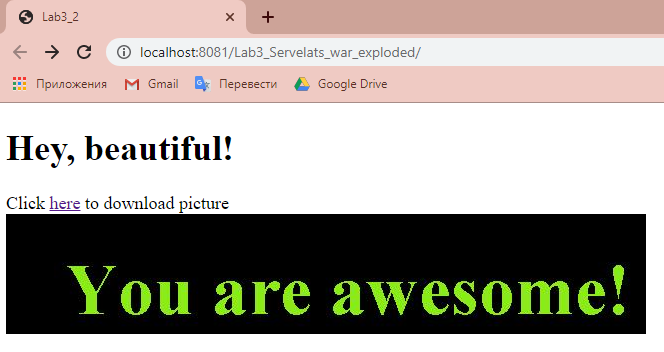 Lab3_2
localhost:8081/Lab3_Servelats_war_exploded/
Приложения Gmail Перевести Google Drive
Hey, beautiful!
Click here to download picture
You are awesome!